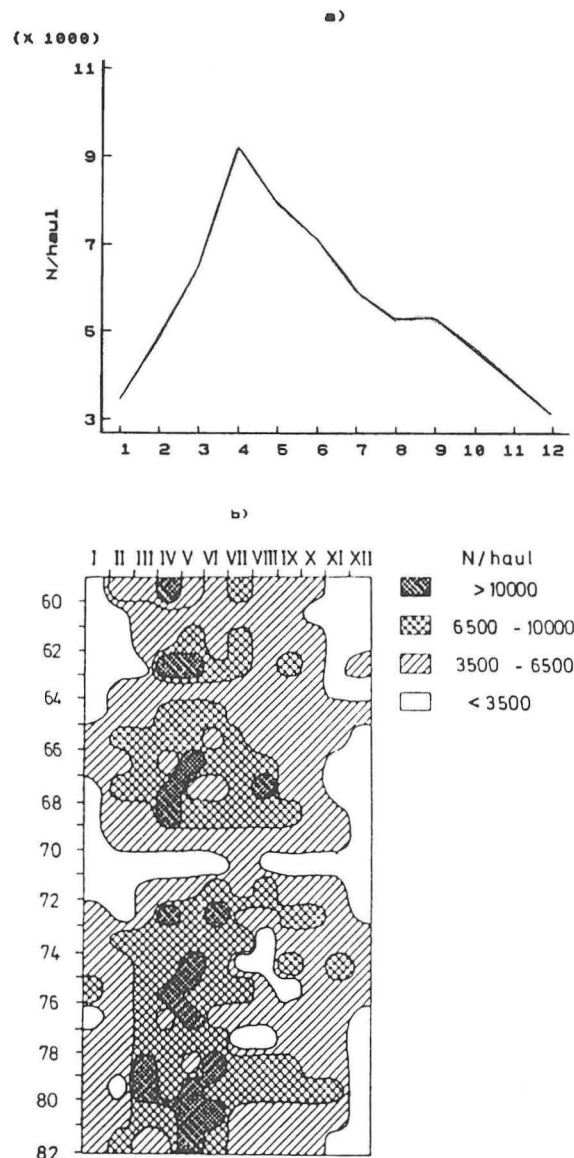 a)
(X 1000)
11
9
7
5
3
N/haul
1 2 3 4 5 6 7 8 9 10 11 12
b)
I II III IV V VI VII VIII IX X XI XII
60
62
64
66
68
70
72
74
76
78
80
82
N/haul
>10000
6500 - 10000
3500 - 6500
< 3500